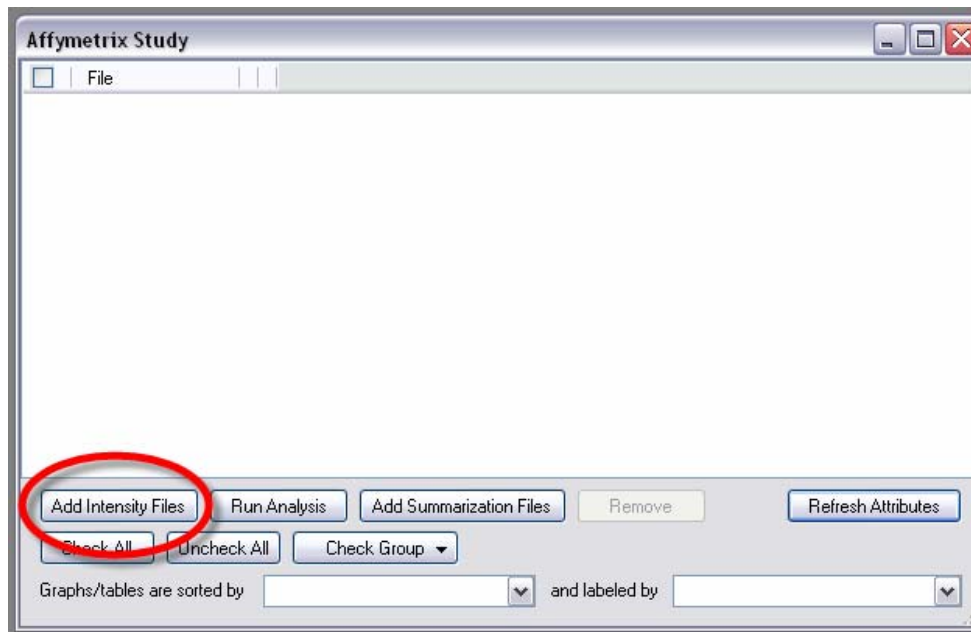 Affymetrix Study
File
Add Intensity Files Run Analysis Add Summarization Files Remove Refresh Attributes
Check All Uncheck All Check Group
Graphs/tables are sorted by and labeled by